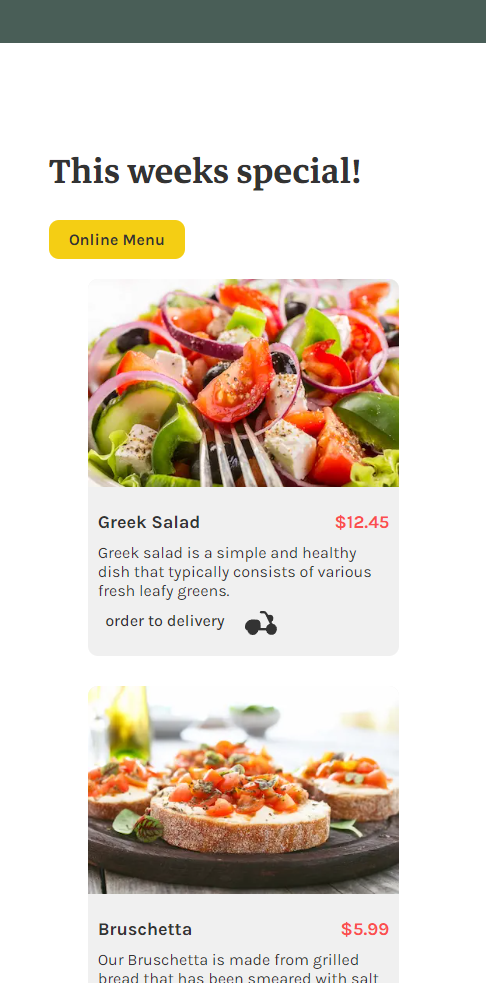 This weeks special!
Online Menu
Greek Salad
$12.45
Greek salad is a simple and healthy
dish that typically consists of various
fresh leafy greens.
order to delivery
Bruschetta
$5.99
Our Bruschetta is made from grilled
bread that has been smeared with salt